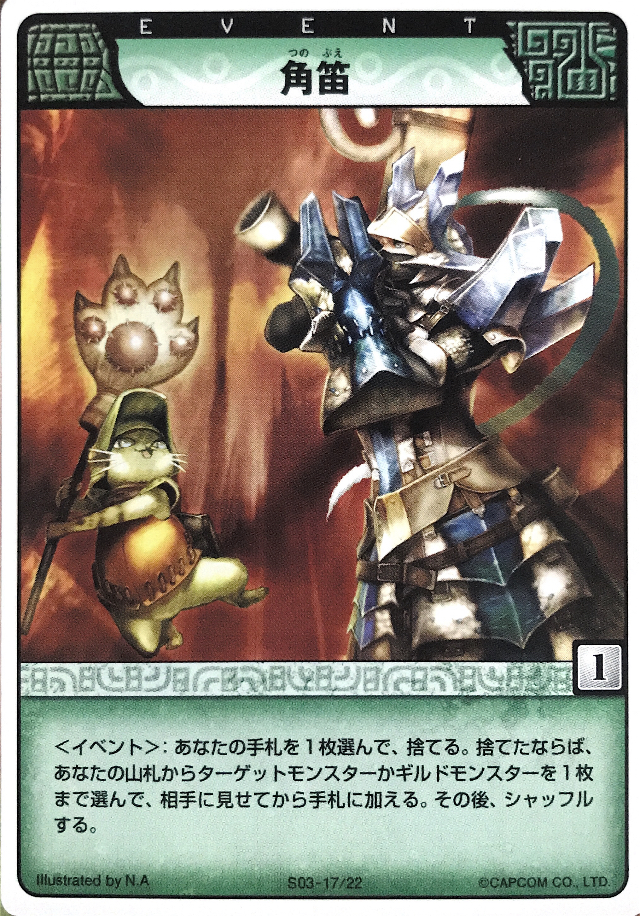 EVENT
つの ぶえ
角笛
1
＜イベント＞：あなたの手札を1枚選んで、捨てる。捨てたならば、
あなたの山札からターゲットモンスターかギルドモンスターを1枚
まで選んで、相手に見せてから手札に加える。その後、シャッフル
する。
Illustrated by N.A
S03-17/22
©CAPCOM CO., LTD.